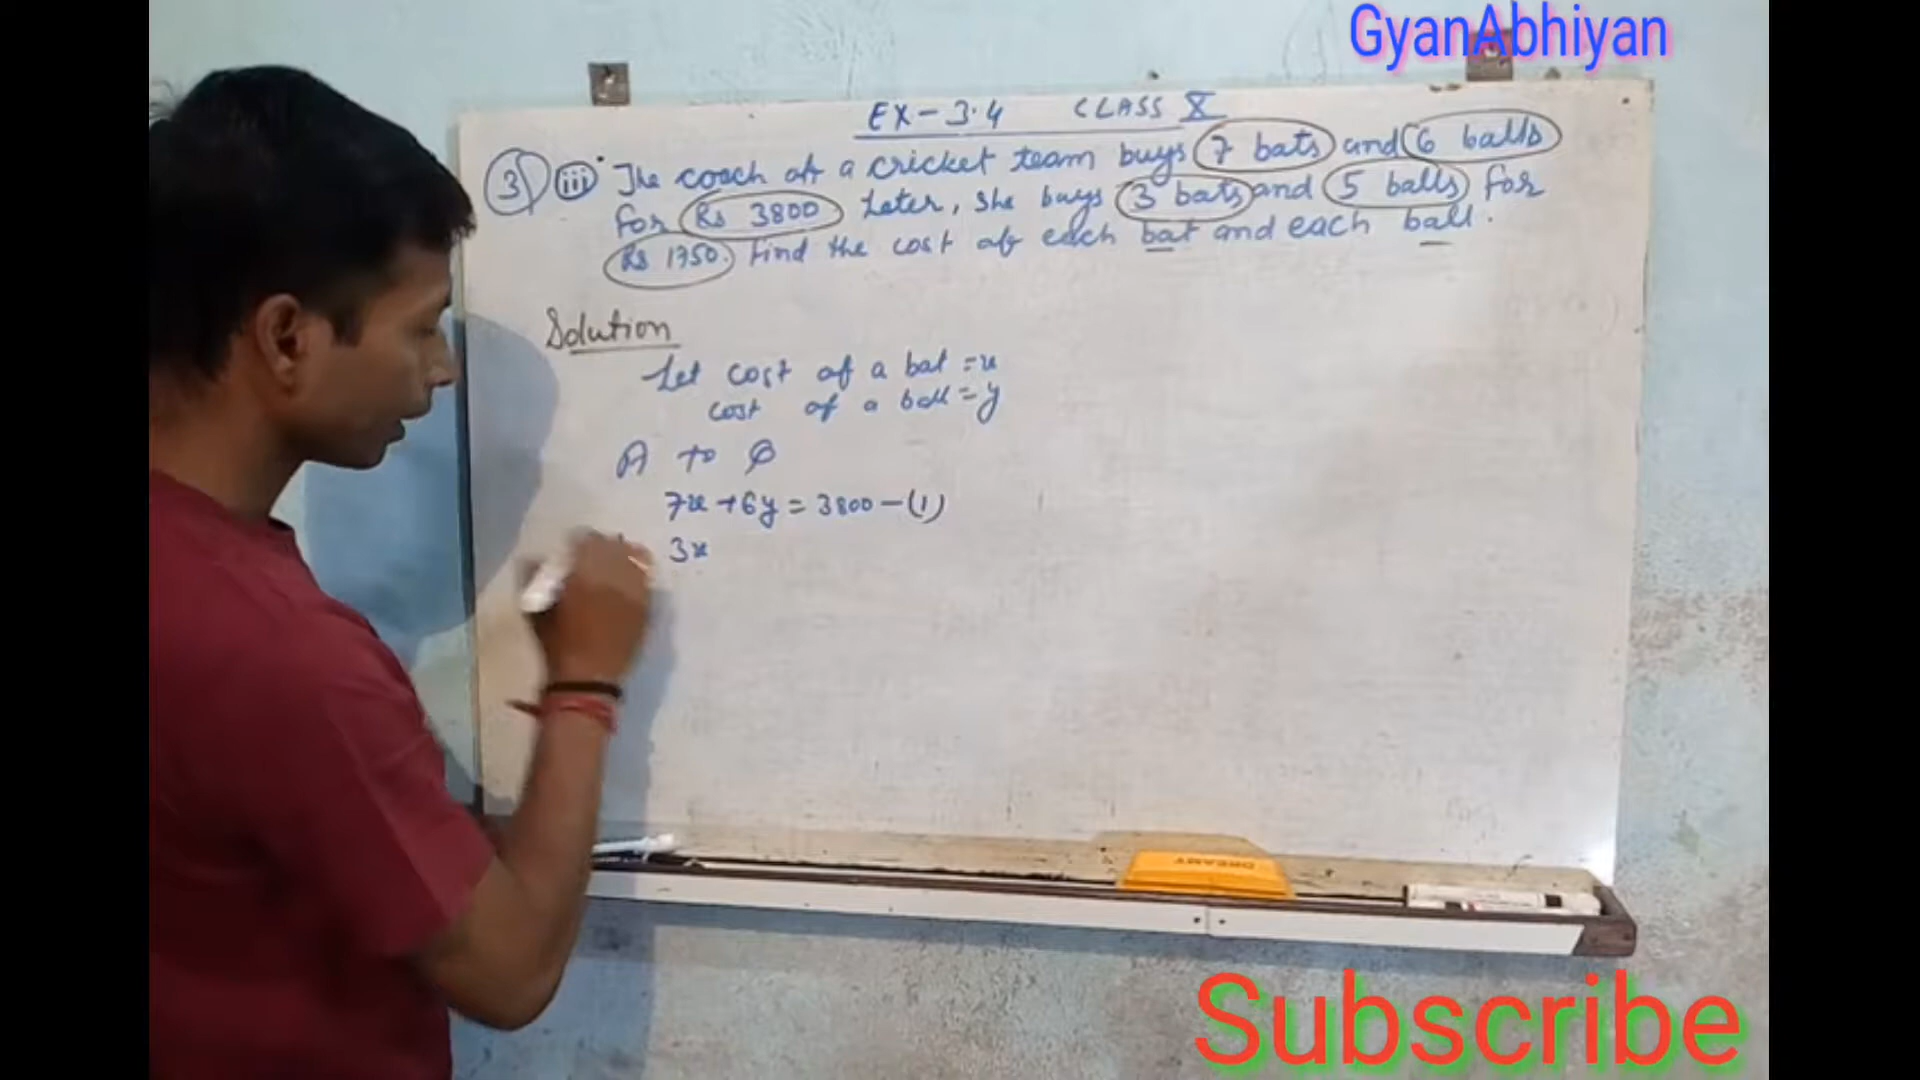 GyanAbhiyan
EX-3.4 CLASS X
3) iii) The coach of a cricket team buys 7 bats and 6 balls
for Rs 3800 Later, she buys 3 bats and 5 balls for
Rs 1750. Find the cost of each bat and each ball.
Solution
Let cost of a bat = x
cost of a ball = y
A to Q
7x + 6y = 3800 - (1)
3x
Subscribe